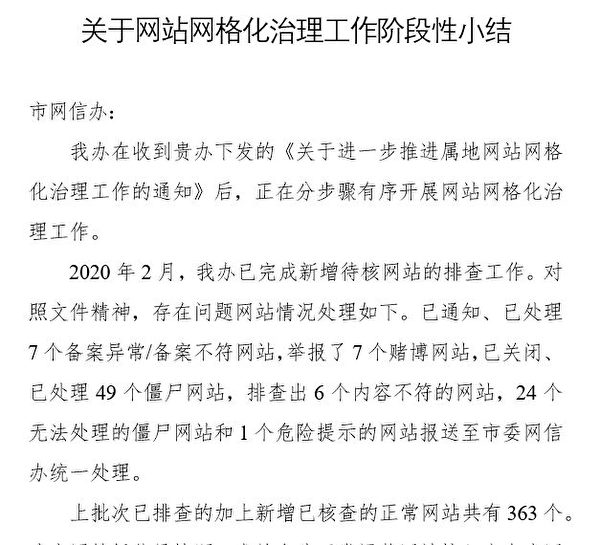 关于网站网格化治理工作阶段性小结
市网信办：
我办在收到贵办下发的《关于进一步推进属地网站网格
化治理工作的通知》后，正在分步骤有序开展网站网格化治
理工作。
2020 年 2 月，我办已完成新增待核网站的排查工作。对
照文件精神，存在问题网站情况处理如下。已通知、已处理
7 个备案异常/备案不符网站，举报了 7 个赌博网站，已关闭、
已处理 49 个僵尸网站，排查出 6 个内容不符的网站，24 个
无法处理的僵尸网站和 1 个危险提示的网站报送至市委网信
办统一处理。
上批次已排查的加上新增已核查的正常网站共有 363 个。